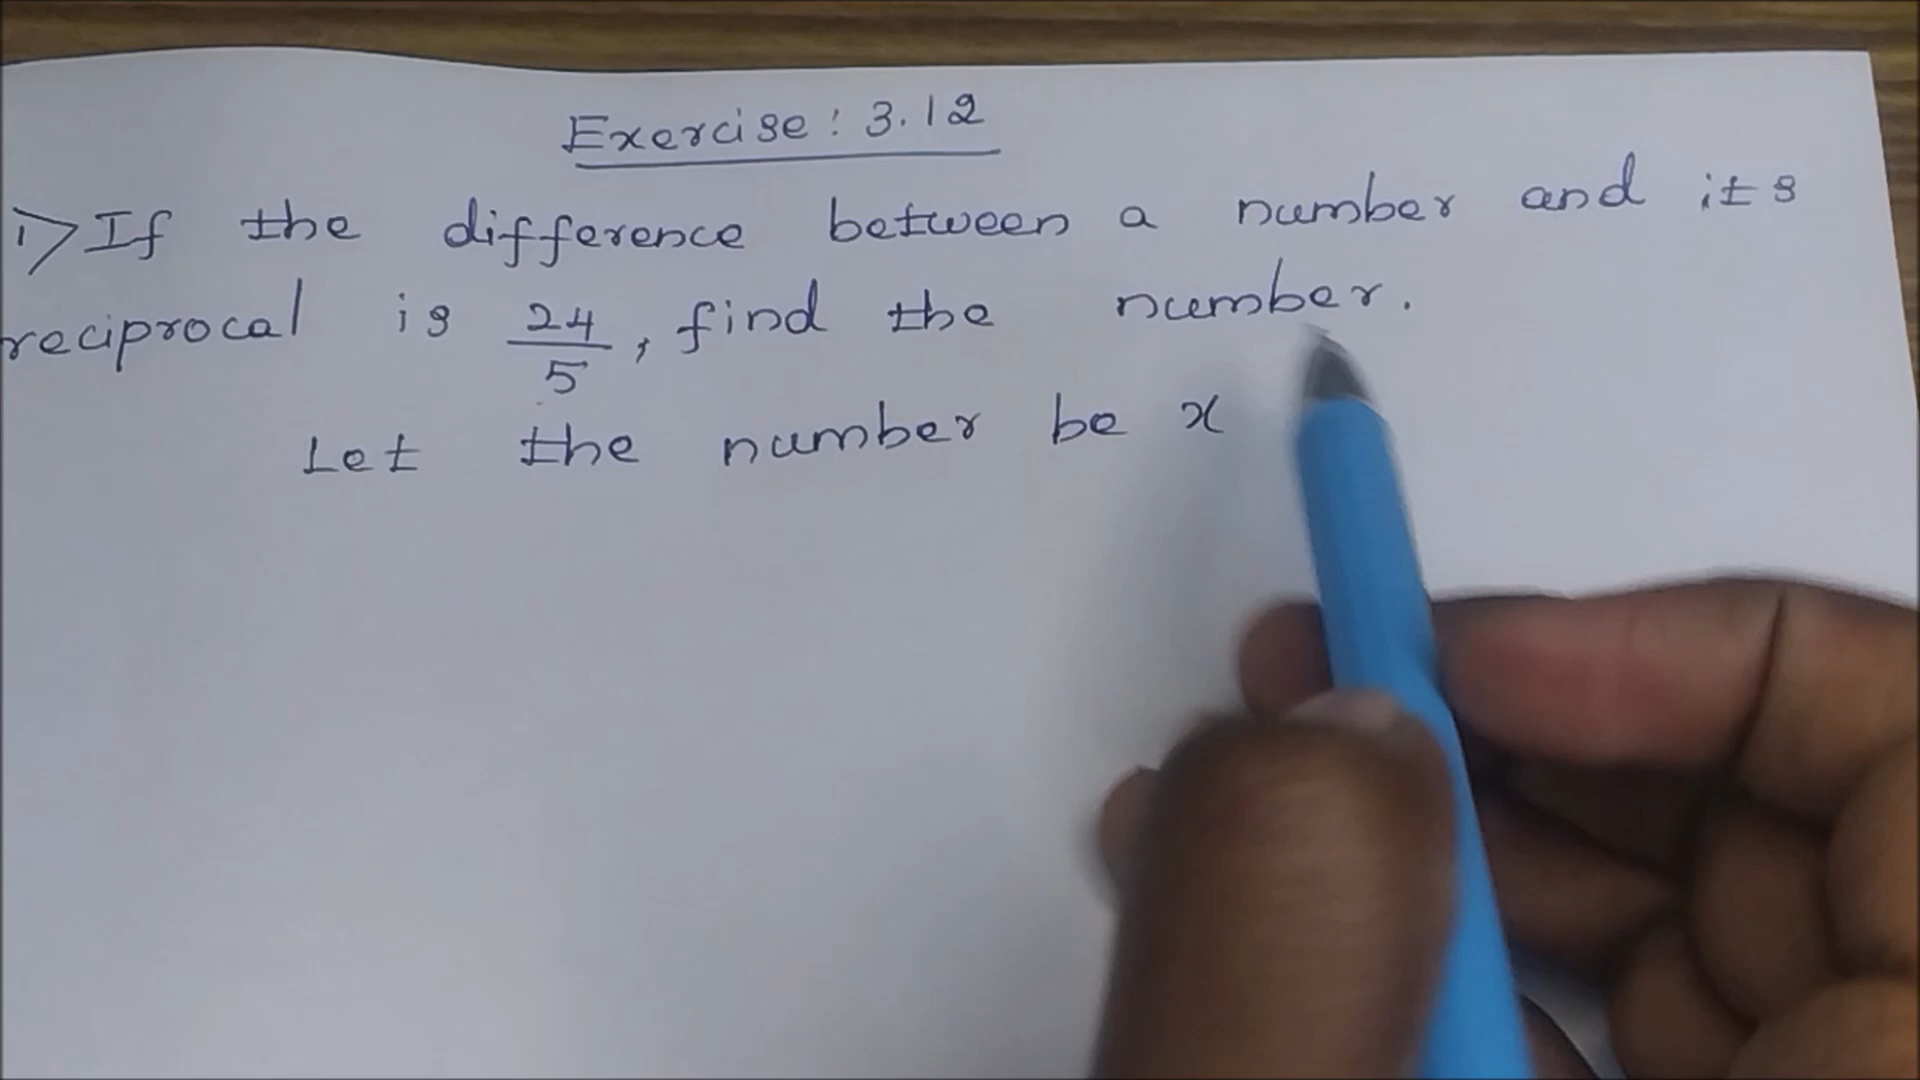 Exercise: 3.12
1) If the difference between a number and its
reciprocal is 24/5, find the number.
Let the number be x